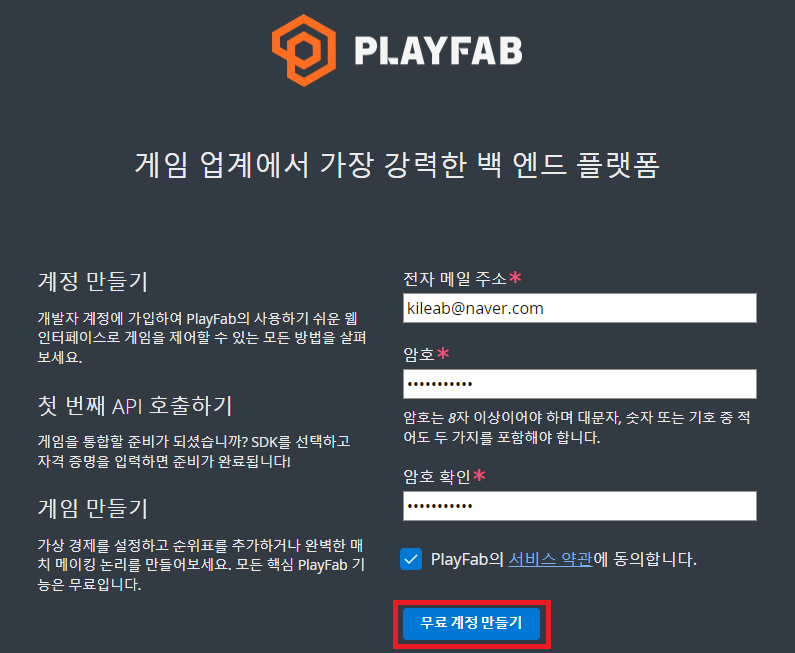 PLAYFAB
게임 업계에서 가장 강력한 백 엔드 플랫폼
계정 만들기
개발자 계정에 가입하여 PlayFab의 사용하기 쉬운 웹
인터페이스로 게임을 제어할 수 있는 모든 방법을 살펴
보세요.
첫 번째 API 호출하기
게임을 통합할 준비가 되셨습니까? SDK를 선택하고
자격 증명을 입력하면 준비가 완료됩니다!
게임 만들기
가상 경제를 설정하고 순위표를 추가하거나 완벽한 매
치 메이킹 논리를 만들어보세요. 모든 핵심 PlayFab 기
능은 무료입니다.
전자 메일 주소*
kileab@naver.com
암호*
•••••••••••
암호는 8자 이상이어야 하며 대문자, 숫자 또는 기호 중 적
어도 두 가지를 포함해야 합니다.
암호 확인*
•••••••••••
PlayFab의 서비스 약관에 동의합니다.
무료 계정 만들기